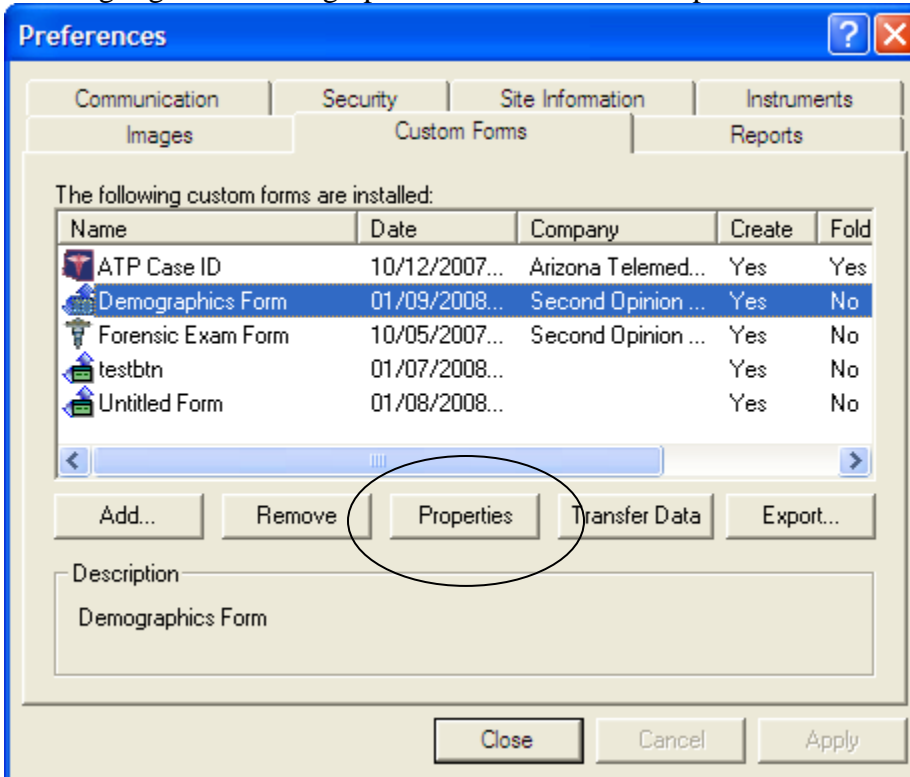 Preferences
Communication Security Site Information Instruments
Images Custom Forms Reports
The following custom forms are installed:
Name Date Company Create Fold
ATP Case ID 10/12/2007... Arizona Telemed... Yes Yes
Demographics Form 01/09/2008... Second Opinion ... Yes No
Forensic Exam Form 10/05/2007... Second Opinion ... Yes No
testbtn 01/07/2008... Yes No
Untitled Form 01/08/2008... Yes No
Add... Remove Properties Transfer Data Export...
Description
Demographics Form
Close Cancel Apply